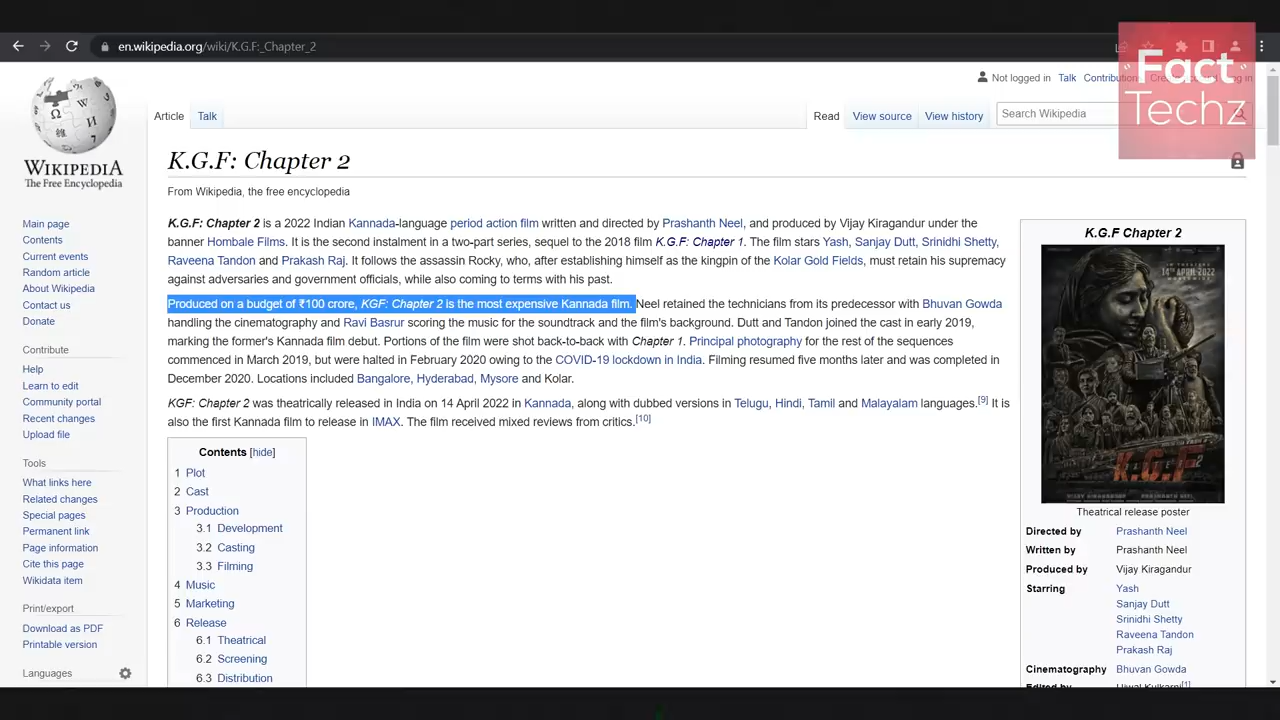 en.wikipedia.org/wiki/K.G.F:_Chapter_2
"Fact"
Techz
Not logged in Talk Contributions
Article Talk
Read View source View history Search Wikipedia
WIKIPEDIA
The Free Encyclopedia
Main page
Contents
Current events
Random article
About Wikipedia
Contact us
Donate
Contribute
Help
Learn to edit
Community portal
Recent changes
Upload file
Tools
What links here
Related changes
Special pages
Permanent link
Page information
Cite this page
Wikidata item
Print/export
Download as PDF
Printable version
Languages
K.G.F: Chapter 2
From Wikipedia, the free encyclopedia
K.G.F: Chapter 2 is a 2022 Indian Kannada-language period action film written and directed by Prashanth Neel, and produced by Vijay Kiragandur under the
banner Hombale Films. It is the second instalment in a two-part series, sequel to the 2018 film K.G.F: Chapter 1. The film stars Yash, Sanjay Dutt, Srinidhi Shetty,
Raveena Tandon and Prakash Raj. It follows the assassin Rocky, who, after establishing himself as the kingpin of the Kolar Gold Fields, must retain his supremacy
against adversaries and government officials, while also coming to terms with his past.
Produced on a budget of ₹100 crore, KGF: Chapter 2 is the most expensive Kannada film. Neel retained the technicians from its predecessor with Bhuvan Gowda
handling the cinematography and Ravi Basrur scoring the music for the soundtrack and the film's background. Dutt and Tandon joined the cast in early 2019,
marking the former's Kannada film debut. Portions of the film were shot back-to-back with Chapter 1. Principal photography for the rest of the sequences
commenced in March 2019, but were halted in February 2020 owing to the COVID-19 lockdown in India. Filming resumed five months later and was completed in
December 2020. Locations included Bangalore, Hyderabad, Mysore and Kolar.
KGF: Chapter 2 was theatrically released in India on 14 April 2022 in Kannada, along with dubbed versions in Telugu, Hindi, Tamil and Malayalam languages.[9] It is
also the first Kannada film to release in IMAX. The film received mixed reviews from critics.[10]
Contents [hide]
1 Plot
2 Cast
3 Production
3.1 Development
3.2 Casting
3.3 Filming
4 Music
5 Marketing
6 Release
6.1 Theatrical
6.2 Screening
6.3 Distribution
K.G.F Chapter 2
14 APRIL 2022
K.G.F 2
VIJAY KIRAGANDUR PRASHANTH NEEL
Theatrical release poster
Directed by Prashanth Neel
Written by Prashanth Neel
Produced by Vijay Kiragandur
Starring Yash
Sanjay Dutt
Srinidhi Shetty
Raveena Tandon
Prakash Raj
Cinematography Bhuvan Gowda